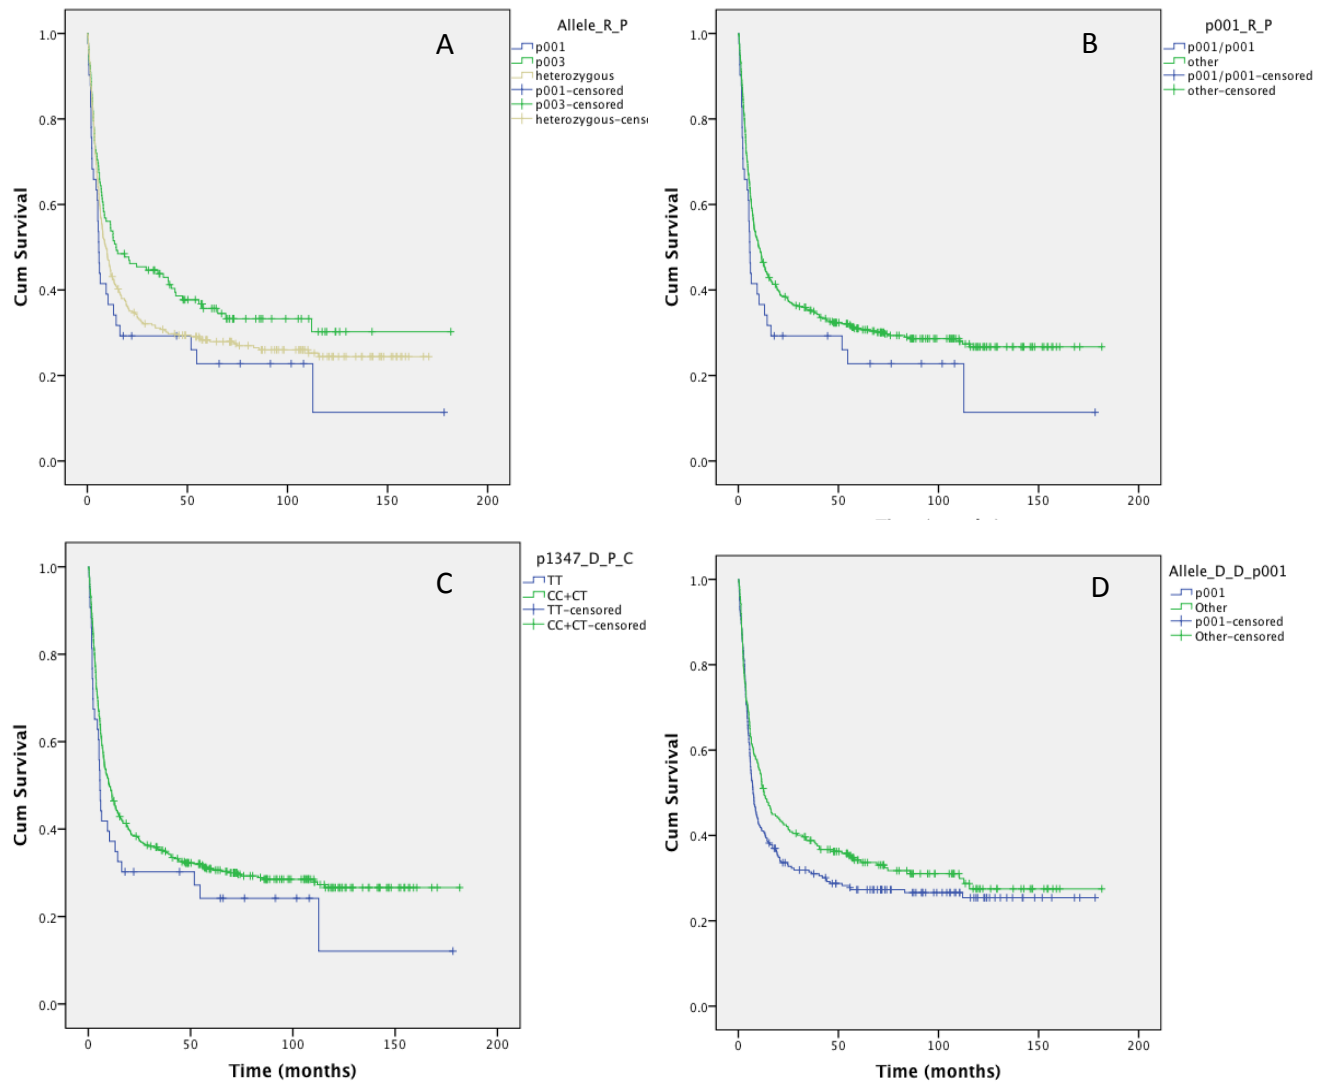 A
Allele_R_P
p001
p003
heterozygous
p001-censored
p003-censored
heterozygous-cens
Cum Survival
1.0
0.8
0.6
0.4
0.2
0.0
0 50 100 150 200
B
p001_R_P
p001/p001
other
p001/p001-censored
other-censored
Cum Survival
1.0
0.8
0.6
0.4
0.2
0.0
0 50 100 150 200
C
p1347_D_P_C
TT
CC+CT
TT-censored
CC+CT-censored
Cum Survival
1.0
0.8
0.6
0.4
0.2
0.0
0 50 100 150 200
Time (months)
D
Allele_D_D_p001
p001
Other
p001-censored
Other-censored
Cum Survival
1.0
0.8
0.6
0.4
0.2
0.0
0 50 100 150 200
Time (months)